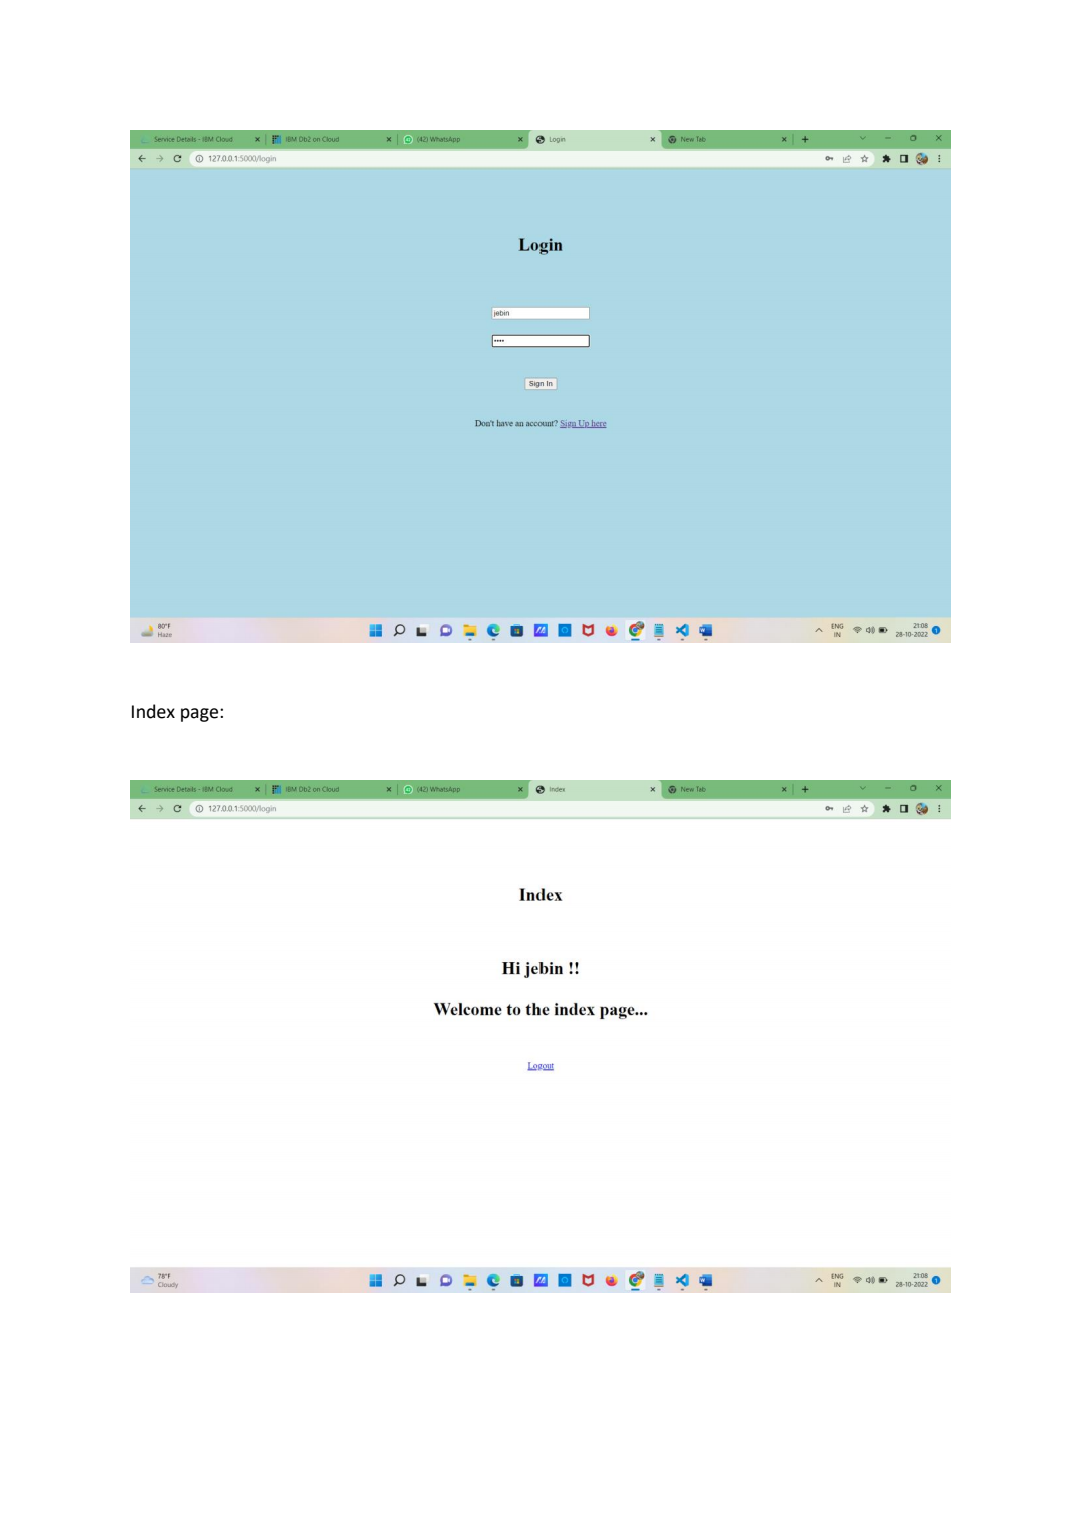 Service Details - IBM Cloud IBM Db2 on Cloud (42) WhatsApp Login New Tab
127.0.0.1:5000/login
Login
jebin
••••
Sign In
Don't have an account? Sign Up here
80°F
Haze
ENG
IN
21:08
28-10-2022
1
Index page:
Service Details - IBM Cloud IBM Db2 on Cloud (42) WhatsApp Index New Tab
127.0.0.1:5000/login
Index
Hi jebin !!
Welcome to the index page...
Logout
78°F
Cloudy
ENG
IN
21:08
28-10-2022
1